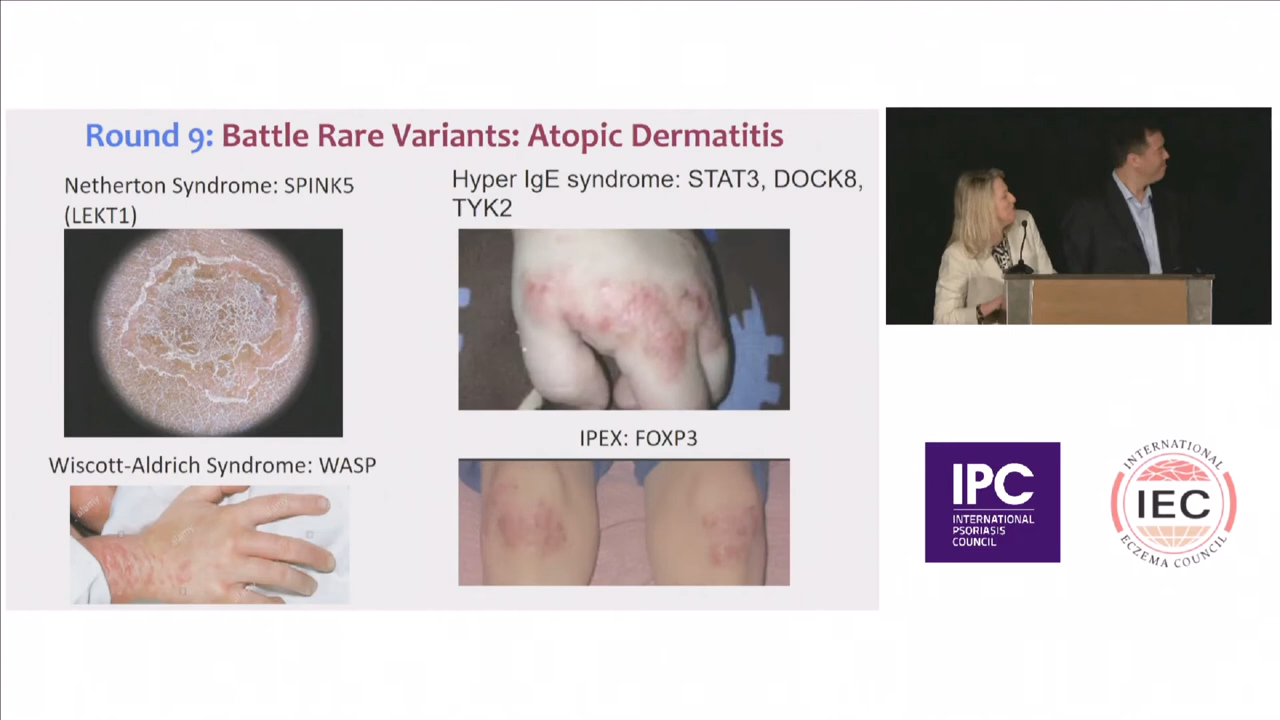 Round 9: Battle Rare Variants: Atopic Dermatitis
Netherton Syndrome: SPINK5
(LEKT1)
Hyper IgE syndrome: STAT3, DOCK8,
TYK2
Wiscott-Aldrich Syndrome: WASP
IPEX: FOXP3
IPC
INTERNATIONAL
PSORIASIS
COUNCIL
INTERNATIONAL
IEC
ECZEMA COUNCIL